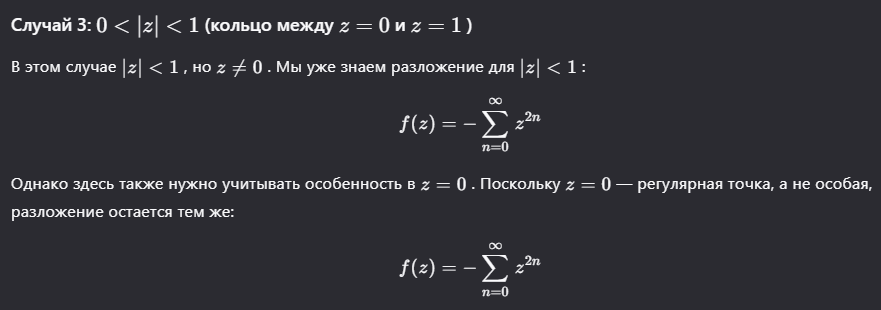 Случай 3: 0 < |z| < 1 (кольцо между z = 0 и z = 1 )
В этом случае |z| < 1 , но z ≠ 0 . Мы уже знаем разложение для |z| < 1 :
f(z) = − ∑_{n=0}^{∞} z^{2n}
Однако здесь также нужно учитывать особенность в z = 0 . Поскольку z = 0 — регулярная точка, а не особая,
разложение остается тем же:
f(z) = − ∑_{n=0}^{∞} z^{2n}